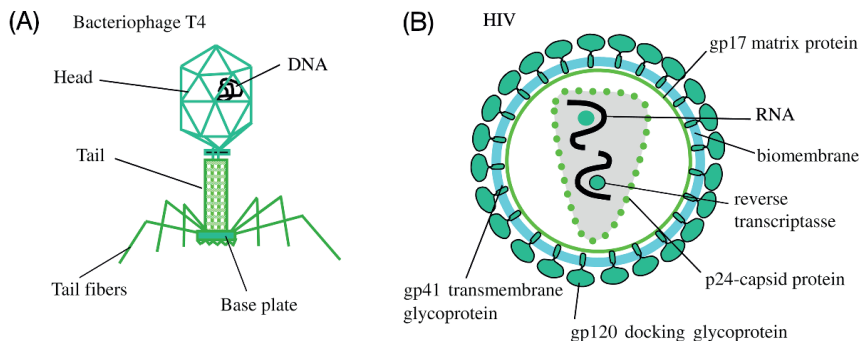 (A)
Bacteriophage T4
Head
DNA
Tail
Tail fibers
Base plate
(B)
HIV
gp17 matrix protein
RNA
biomembrane
reverse
transcriptasse
p24-capsid protein
gp41 transmembrane
glycoprotein
gp120 docking glycoprotein